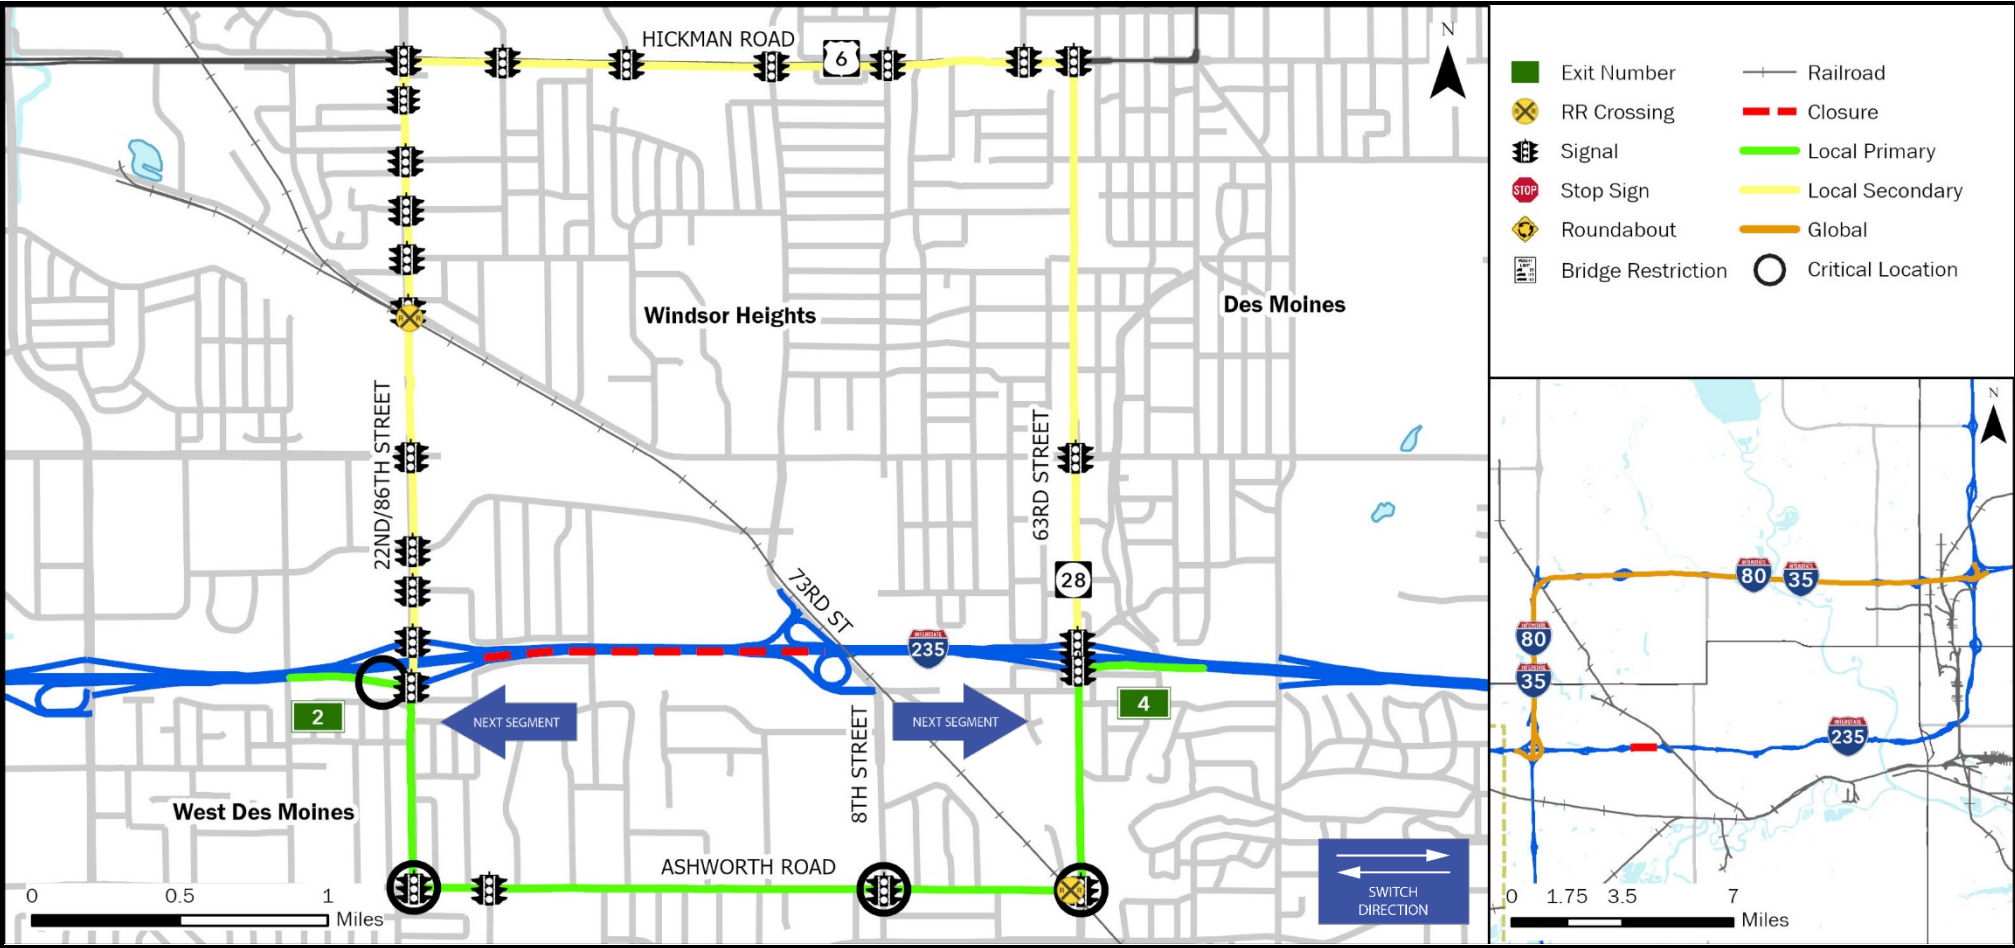 HICKMAN ROAD
6
N
Windsor Heights
Des Moines
22ND/86TH STREET
63RD STREET
28
73RD ST
INTERSTATE
235
2
NEXT SEGMENT
NEXT SEGMENT
4
8TH STREET
West Des Moines
ASHWORTH ROAD
0 0.5 1
Miles
SWITCH
DIRECTION
Exit Number
RR Crossing
Signal
STOP
Stop Sign
Roundabout
Bridge Restriction
Railroad
Closure
Local Primary
Local Secondary
Global
Critical Location
N
80
35
80
35
235
0 1.75 3.5 7
Miles